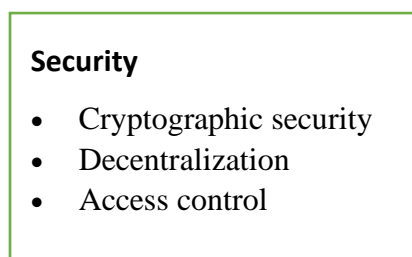 Security
• Cryptographic security
• Decentralization
• Access control